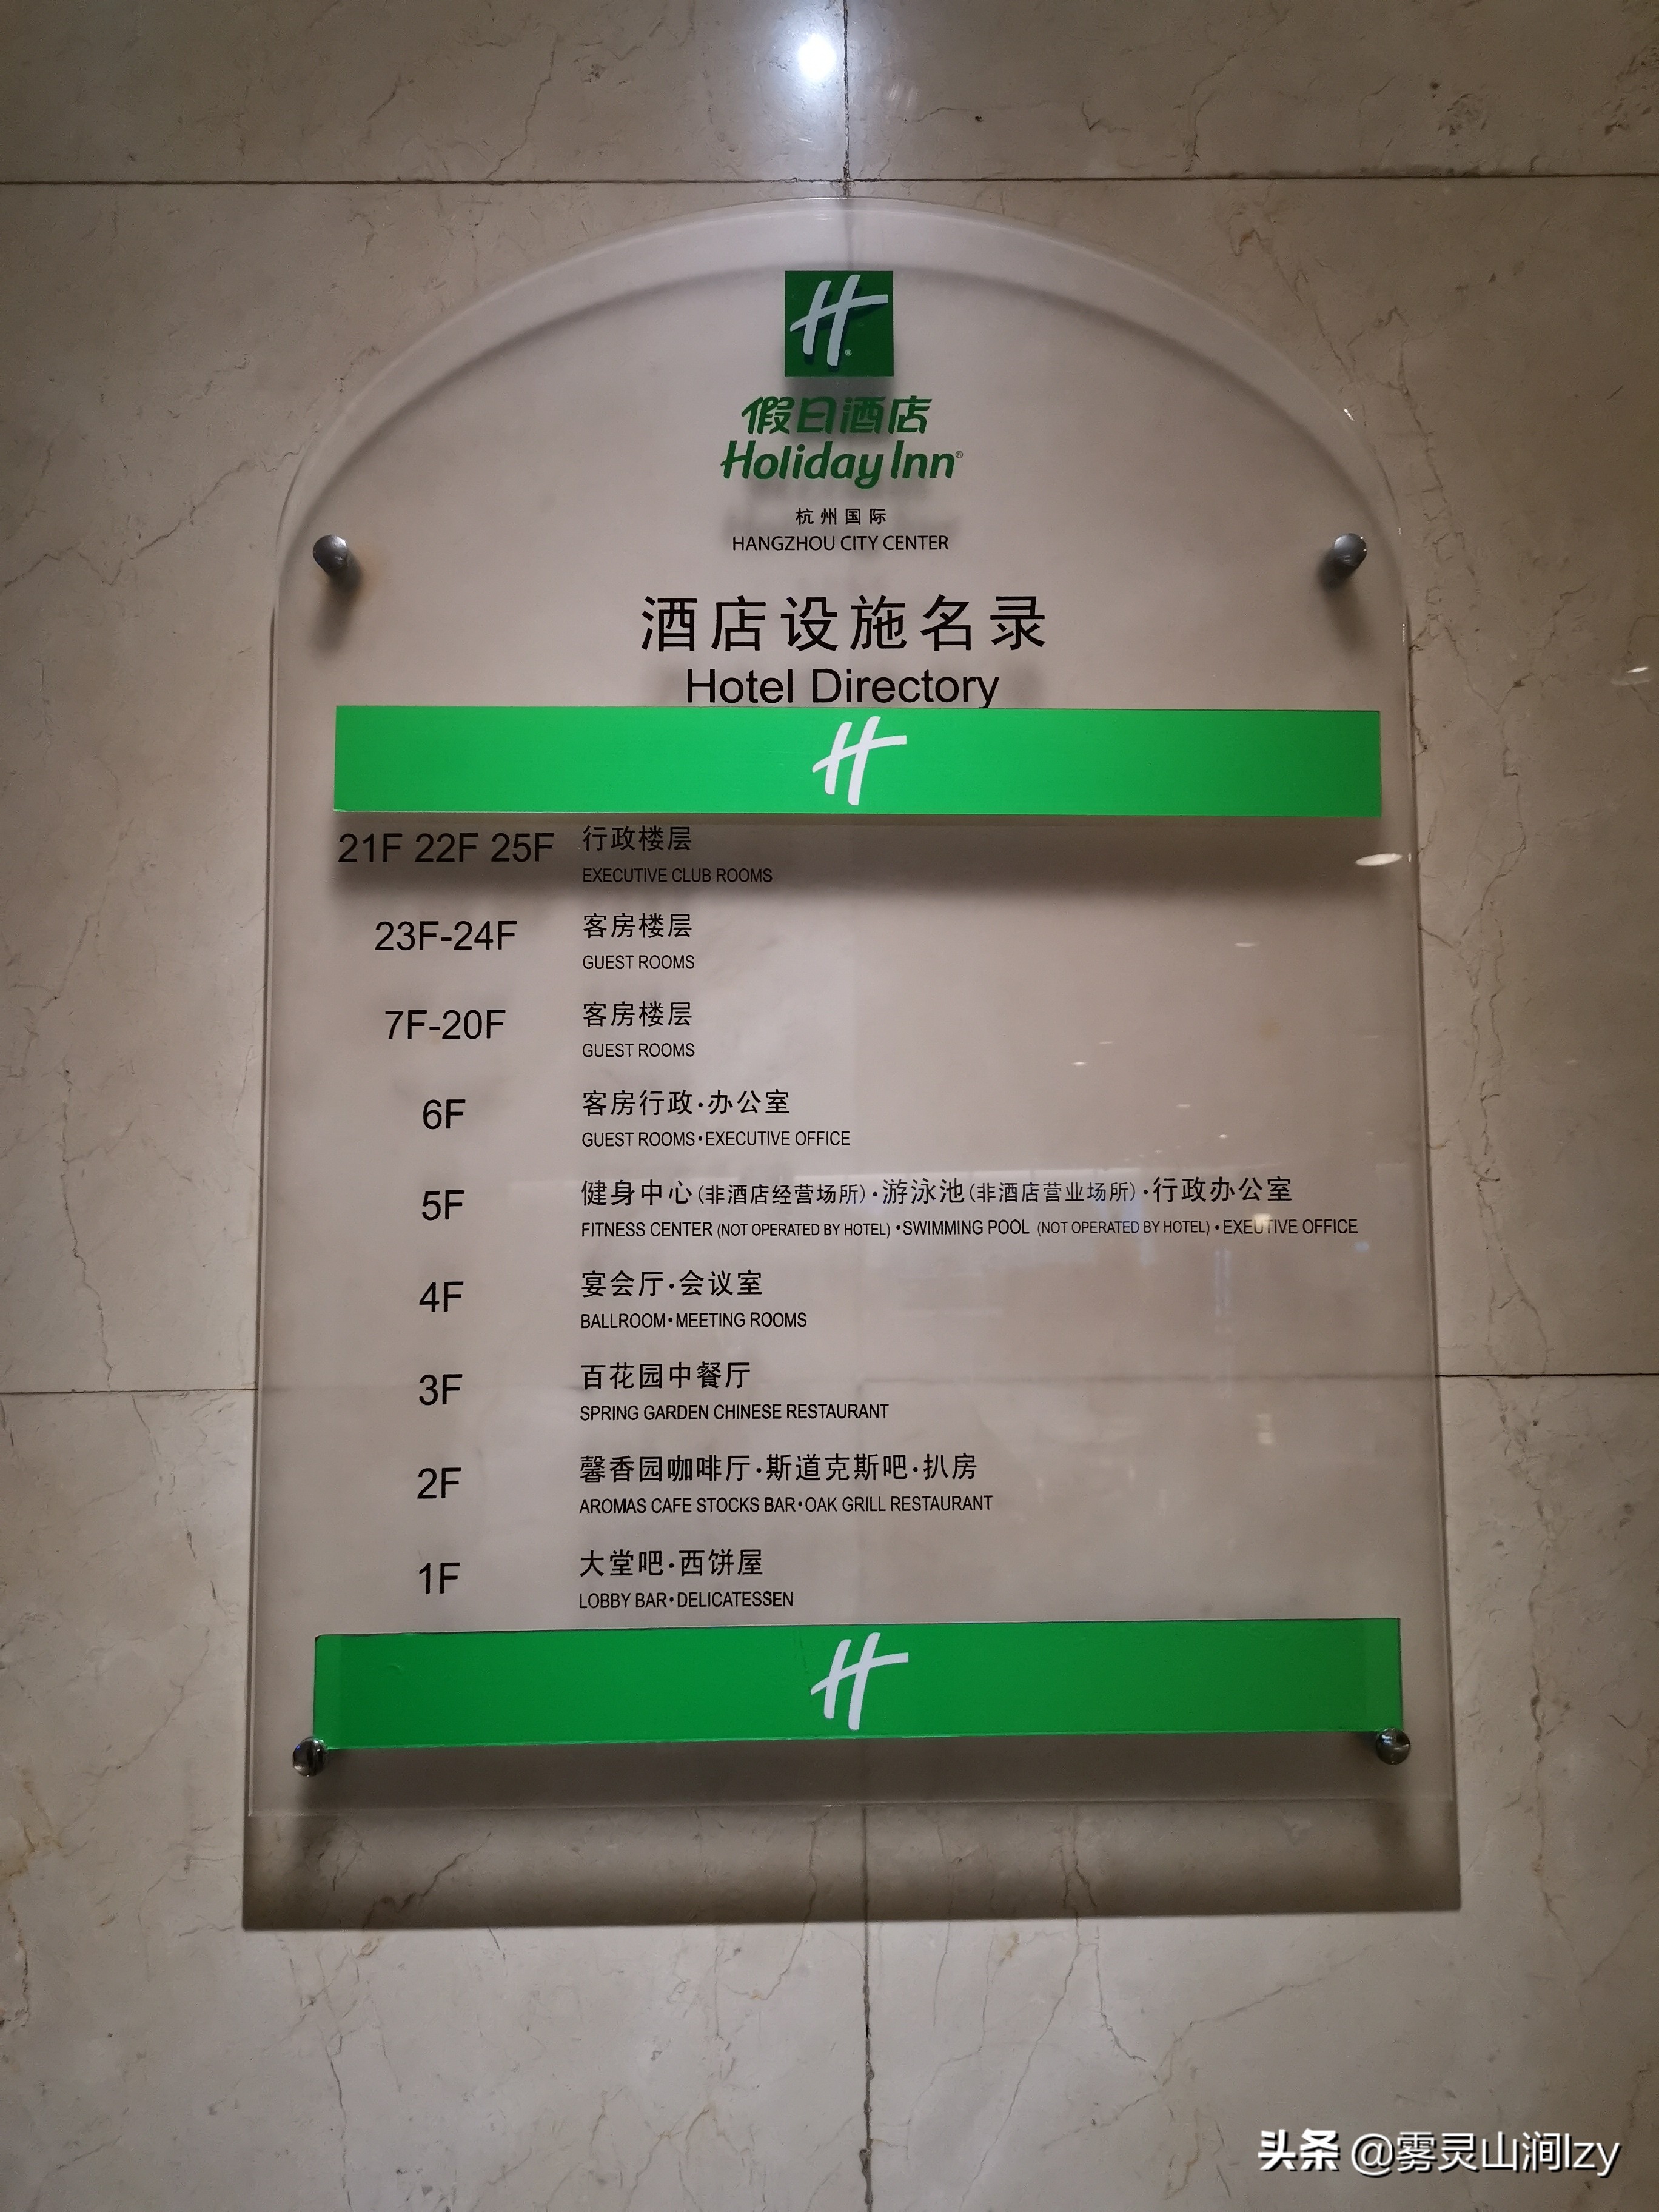 H
假日酒店
Holiday Inn®
杭州国际
HANGZHOU CITY CENTER
酒店设施名录
Hotel Directory
H
21F 22F 25F 行政楼层
EXECUTIVE CLUB ROOMS
23F-24F 客房楼层
GUEST ROOMS
7F-20F 客房楼层
GUEST ROOMS
6F 客房行政·办公室
GUEST ROOMS·EXECUTIVE OFFICE
5F 健身中心(非酒店经营场所)·游泳池(非酒店营业场所)·行政办公室
FITNESS CENTER (NOT OPERATED BY HOTEL)·SWIMMING POOL (NOT OPERATED BY HOTEL)·EXEUTIVE OFFICE
4F 宴会厅·会议室
BALLROOM·MEETING ROOMS
3F 百花园中餐厅
SPRING GARDEN CHINESE RESTAURANT
2F 馨香园咖啡厅·斯道克斯吧·扒房
AROMAS CAFE STOCKS BAR·OAK GRILL RESTAURANT
1F 大堂吧·西饼屋
LOBBY BAR·DELICATESSEN
H
头条 @雾灵山涧lzy